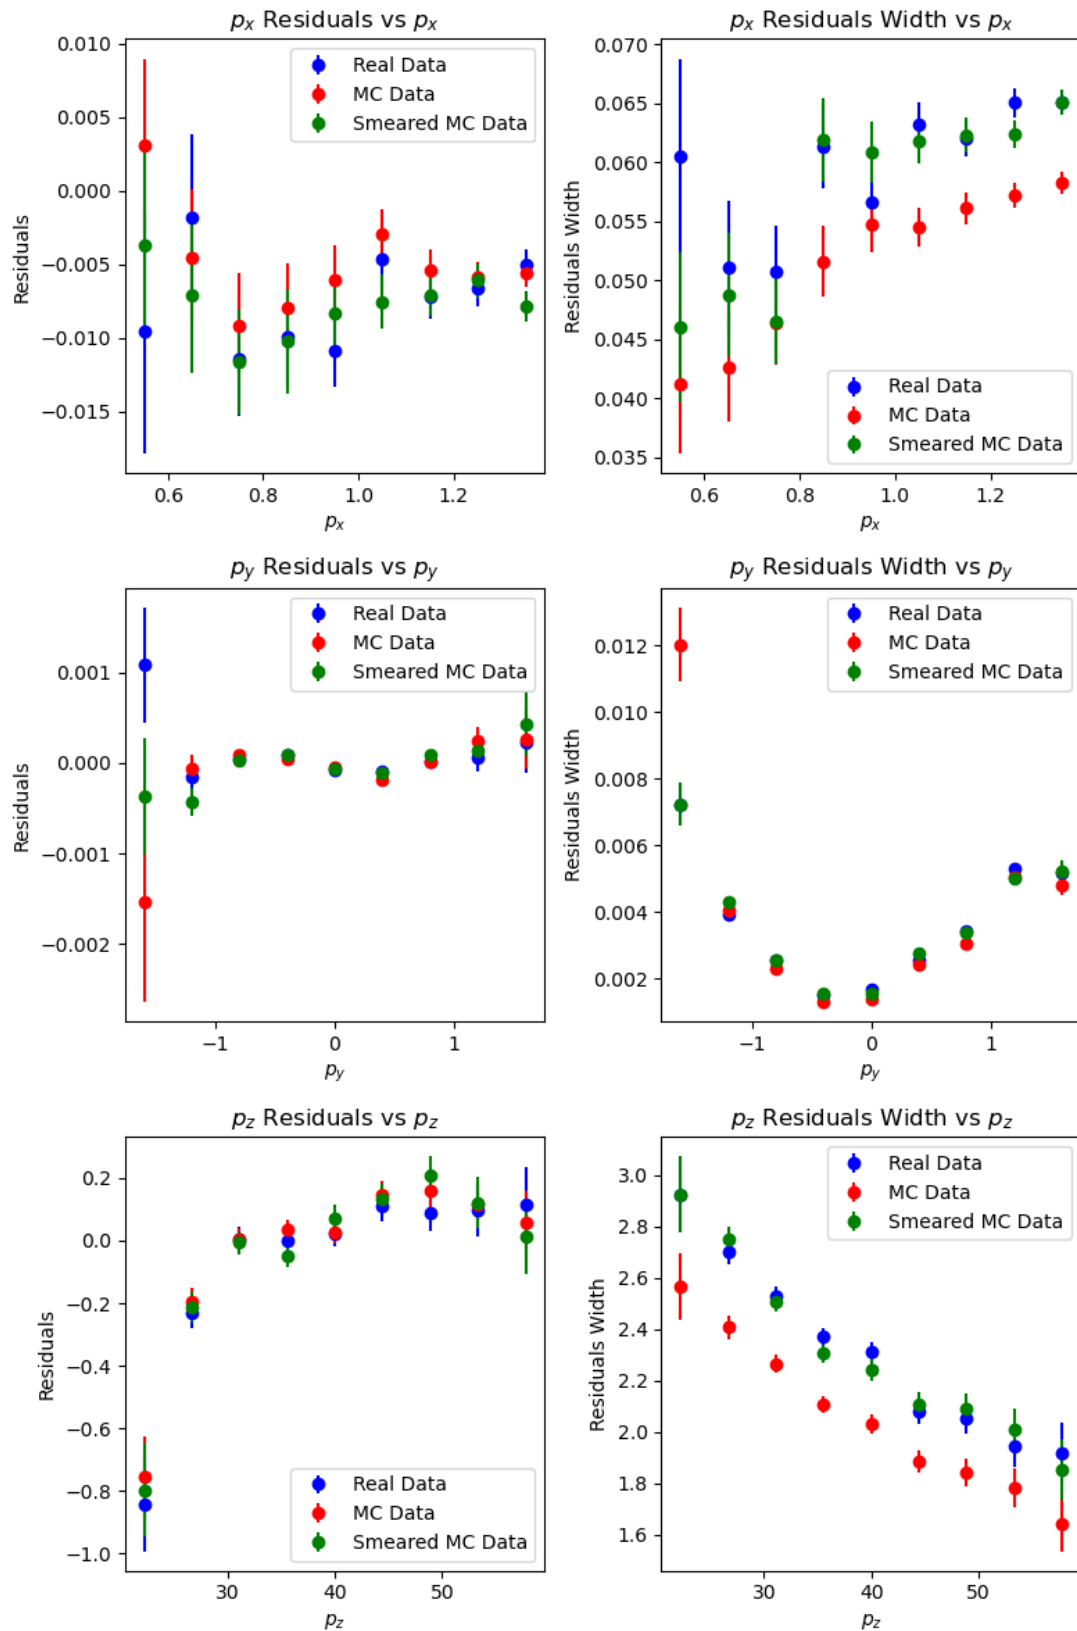 p_x Residuals vs p_x
Residuals
0.010
0.005
0.000
−0.005
−0.010
−0.015
0.6 0.8 1.0 1.2
p_x
Real Data
MC Data
Smeared MC Data
p_x Residuals Width vs p_x
Residuals Width
0.070
0.065
0.060
0.055
0.050
0.045
0.040
0.035
0.6 0.8 1.0 1.2
p_x
Real Data
MC Data
Smeared MC Data
p_y Residuals vs p_y
Residuals
0.001
0.000
−0.001
−0.002
−1 0 1
p_y
Real Data
MC Data
Smeared MC Data
p_y Residuals Width vs p_y
Residuals Width
0.012
0.010
0.008
0.006
0.004
0.002
−1 0 1
p_y
Real Data
MC Data
Smeared MC Data
p_z Residuals vs p_z
Residuals
0.2
0.0
−0.2
−0.4
−0.6
−0.8
−1.0
30 40 50
p_z
Real Data
MC Data
Smeared MC Data
p_z Residuals Width vs p_z
Residuals Width
3.0
2.8
2.6
2.4
2.2
2.0
1.8
1.6
30 40 50
p_z
Real Data
MC Data
Smeared MC Data